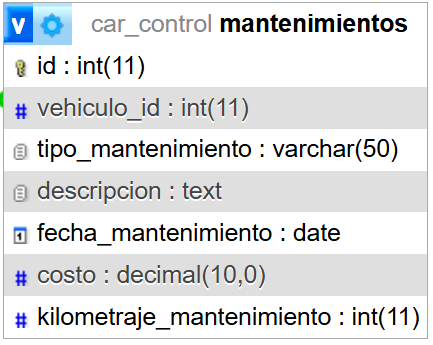 v car_control mantenimientos
id : int(11)
# vehiculo_id : int(11)
tipo_mantenimiento : varchar(50)
descripcion : text
1 fecha_mantenimiento : date
# costo : decimal(10,0)
# kilometraje_mantenimiento : int(11)